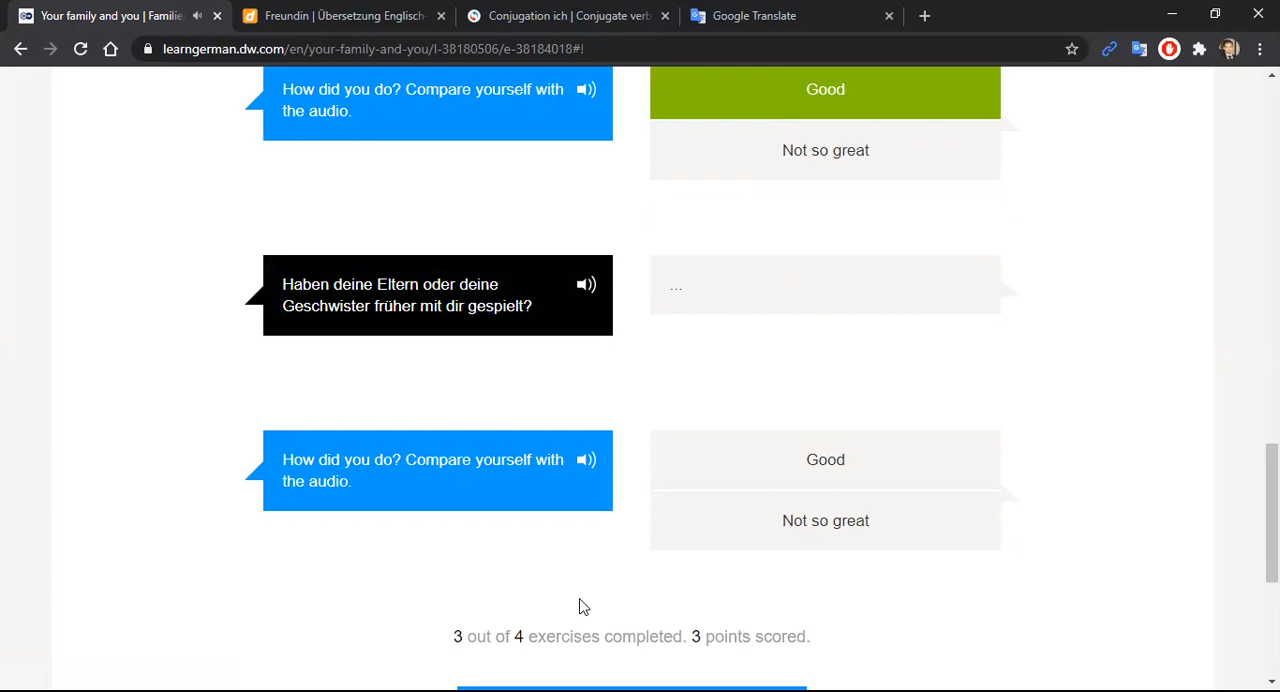 Your family and you | Familie
Freundin | Übersetzung Englisch-
Conjugation ich | Conjugate verb
Google Translate
learngerman.dw.com/en/your-family-and-you/l-38180506/e-38184018#!
How did you do? Compare yourself with
the audio.
Good
Not so great
Haben deine Eltern oder deine
Geschwister früher mit dir gespielt?
...
How did you do? Compare yourself with
the audio.
Good
Not so great
3 out of 4 exercises completed. 3 points scored.